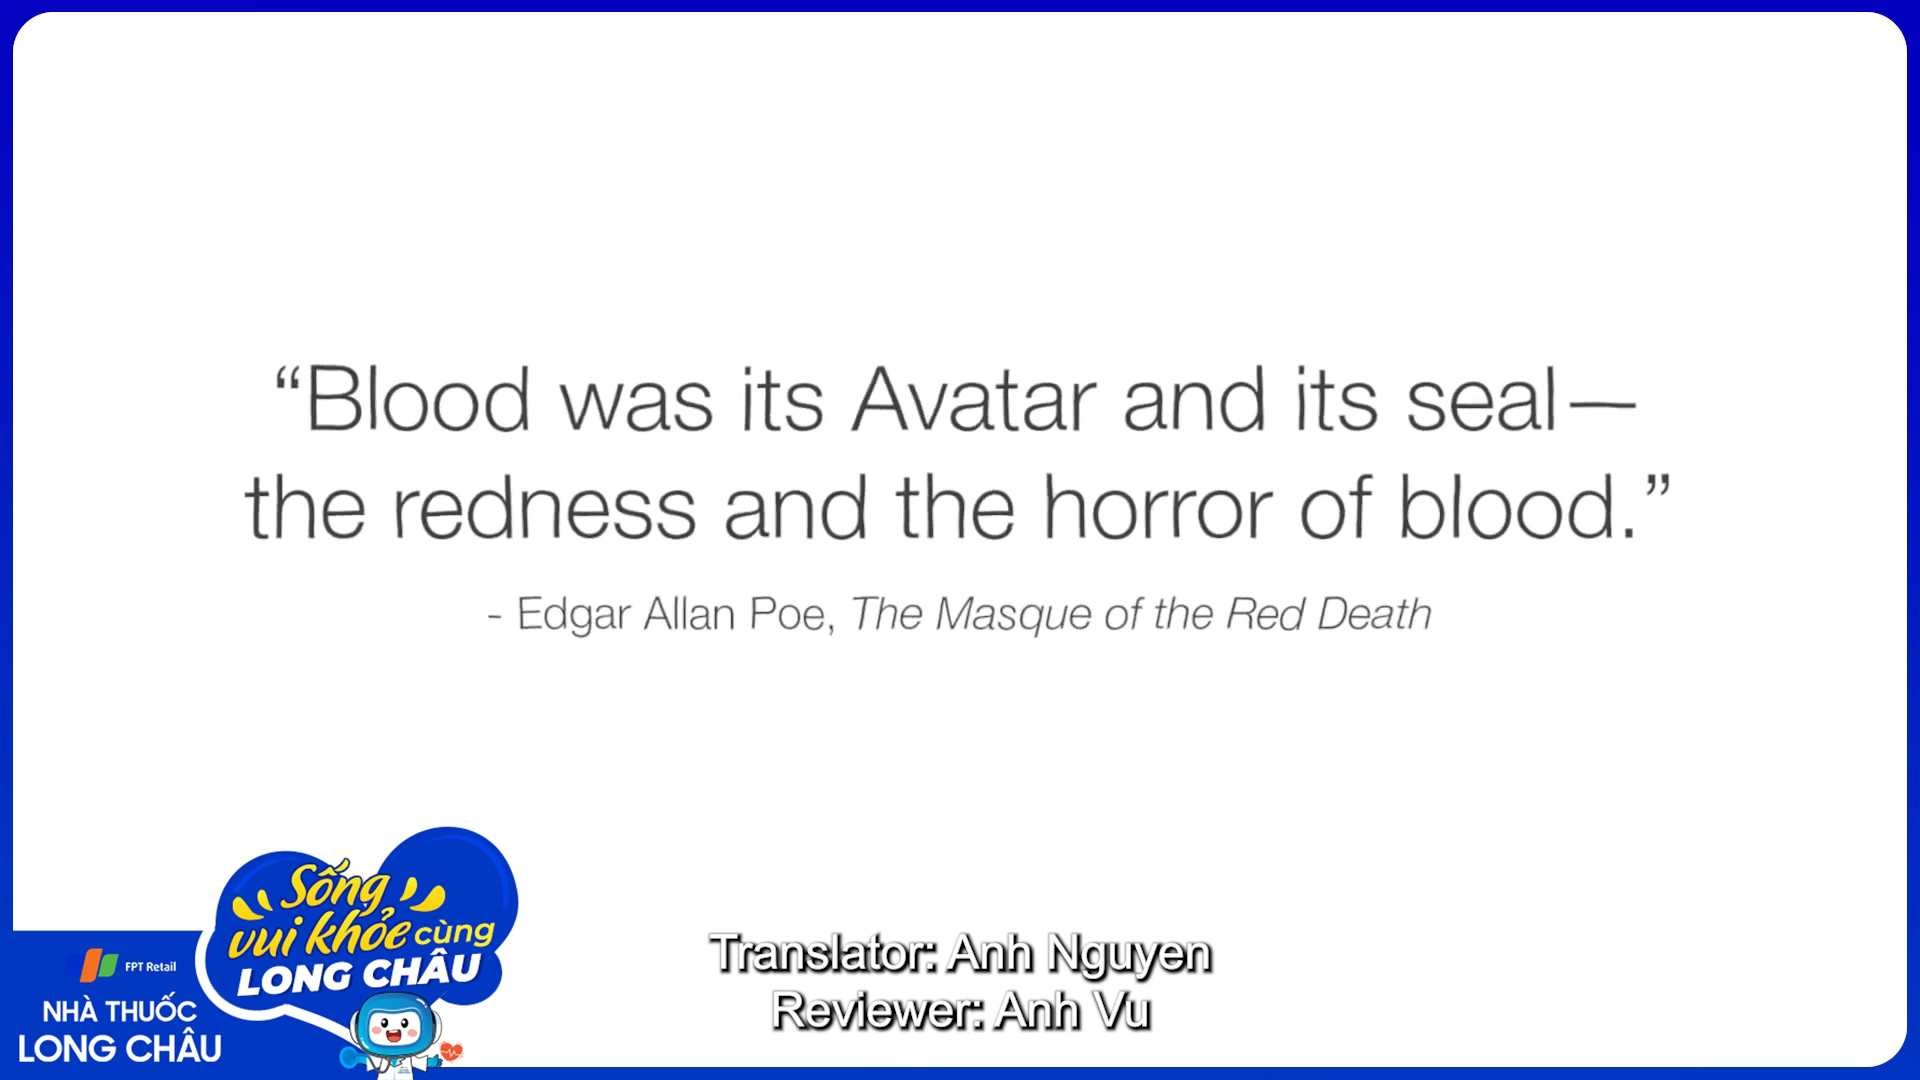 “Blood was its Avatar and its seal—
the redness and the horror of blood.”
- Edgar Allan Poe, The Masque of the Red Death
Sống
vui khỏe cùng
LONG CHÂU
FPT Retail
NHÀ THUỐC
LONG CHÂU
Translator: Anh Nguyen
Reviewer: Anh Vu